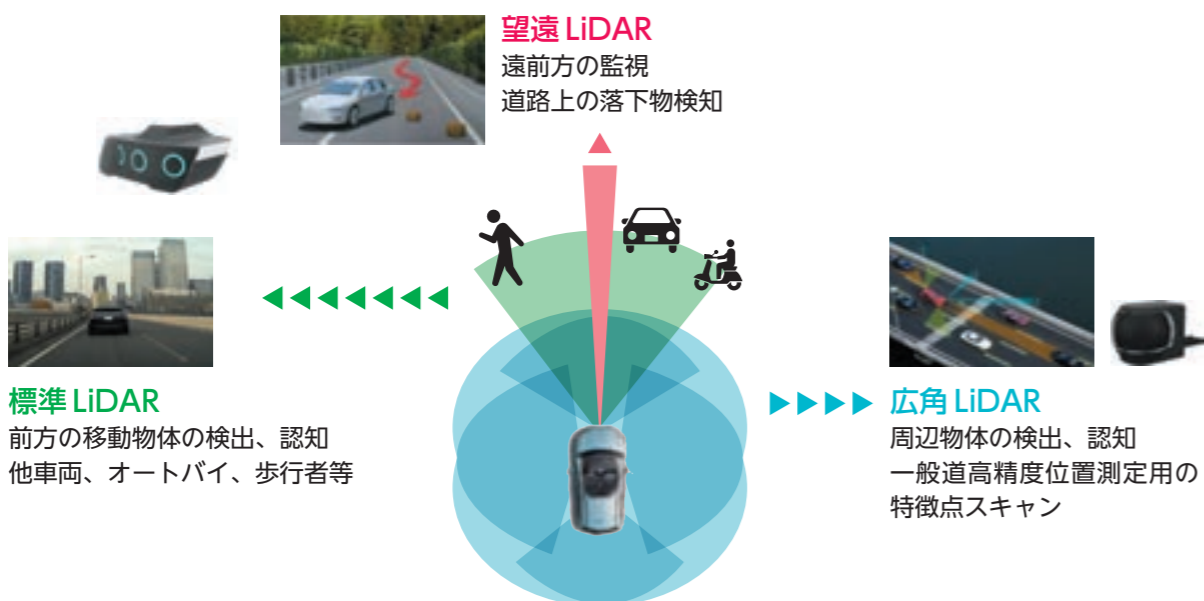 望遠 LiDAR
遠前方の監視
道路上の落下物検知
標準 LiDAR
前方の移動物体の検出、認知
他車両、オートバイ、歩行者等
広角 LiDAR
周辺物体の検出、認知
一般道高精度位置測定用の
特徴点スキャン